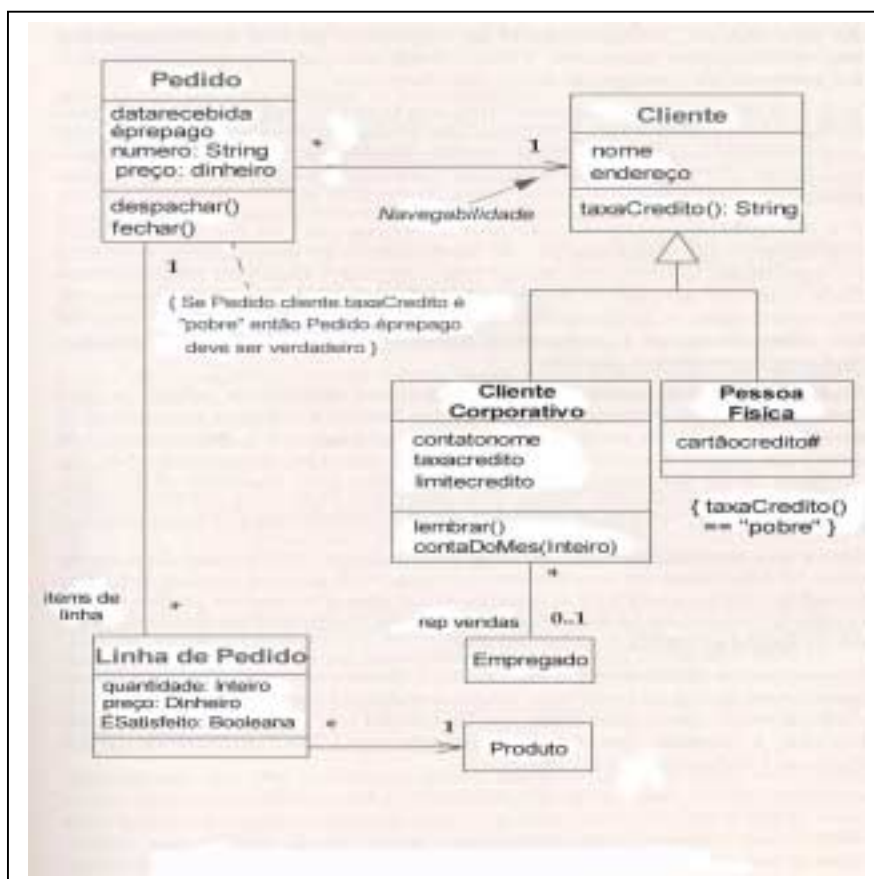 Pedido
datarecebida
éprepago
numero: String
preço: dinheiro
despachar()
fechar()
*
1
Navegabilidade
Cliente
nome
endereço
taxaCredito(): String
1
{ Se Pedido.cliente.taxaCredito é
"pobre" então Pedido.éprepago
deve ser verdadeiro }
Cliente
Corporativo
contatonome
taxacredito
limitecredito
lembrar()
contaDoMes(Inteiro)
Pessoa
Física
cartãocredito#
{ taxaCredito()
== "pobre" }
*
rep vendas
0..1
Empregado
items de
linha
*
Linha de Pedido
quantidade: Inteiro
preço: Dinheiro
ESatisfeito: Booleana
*
1
Produto